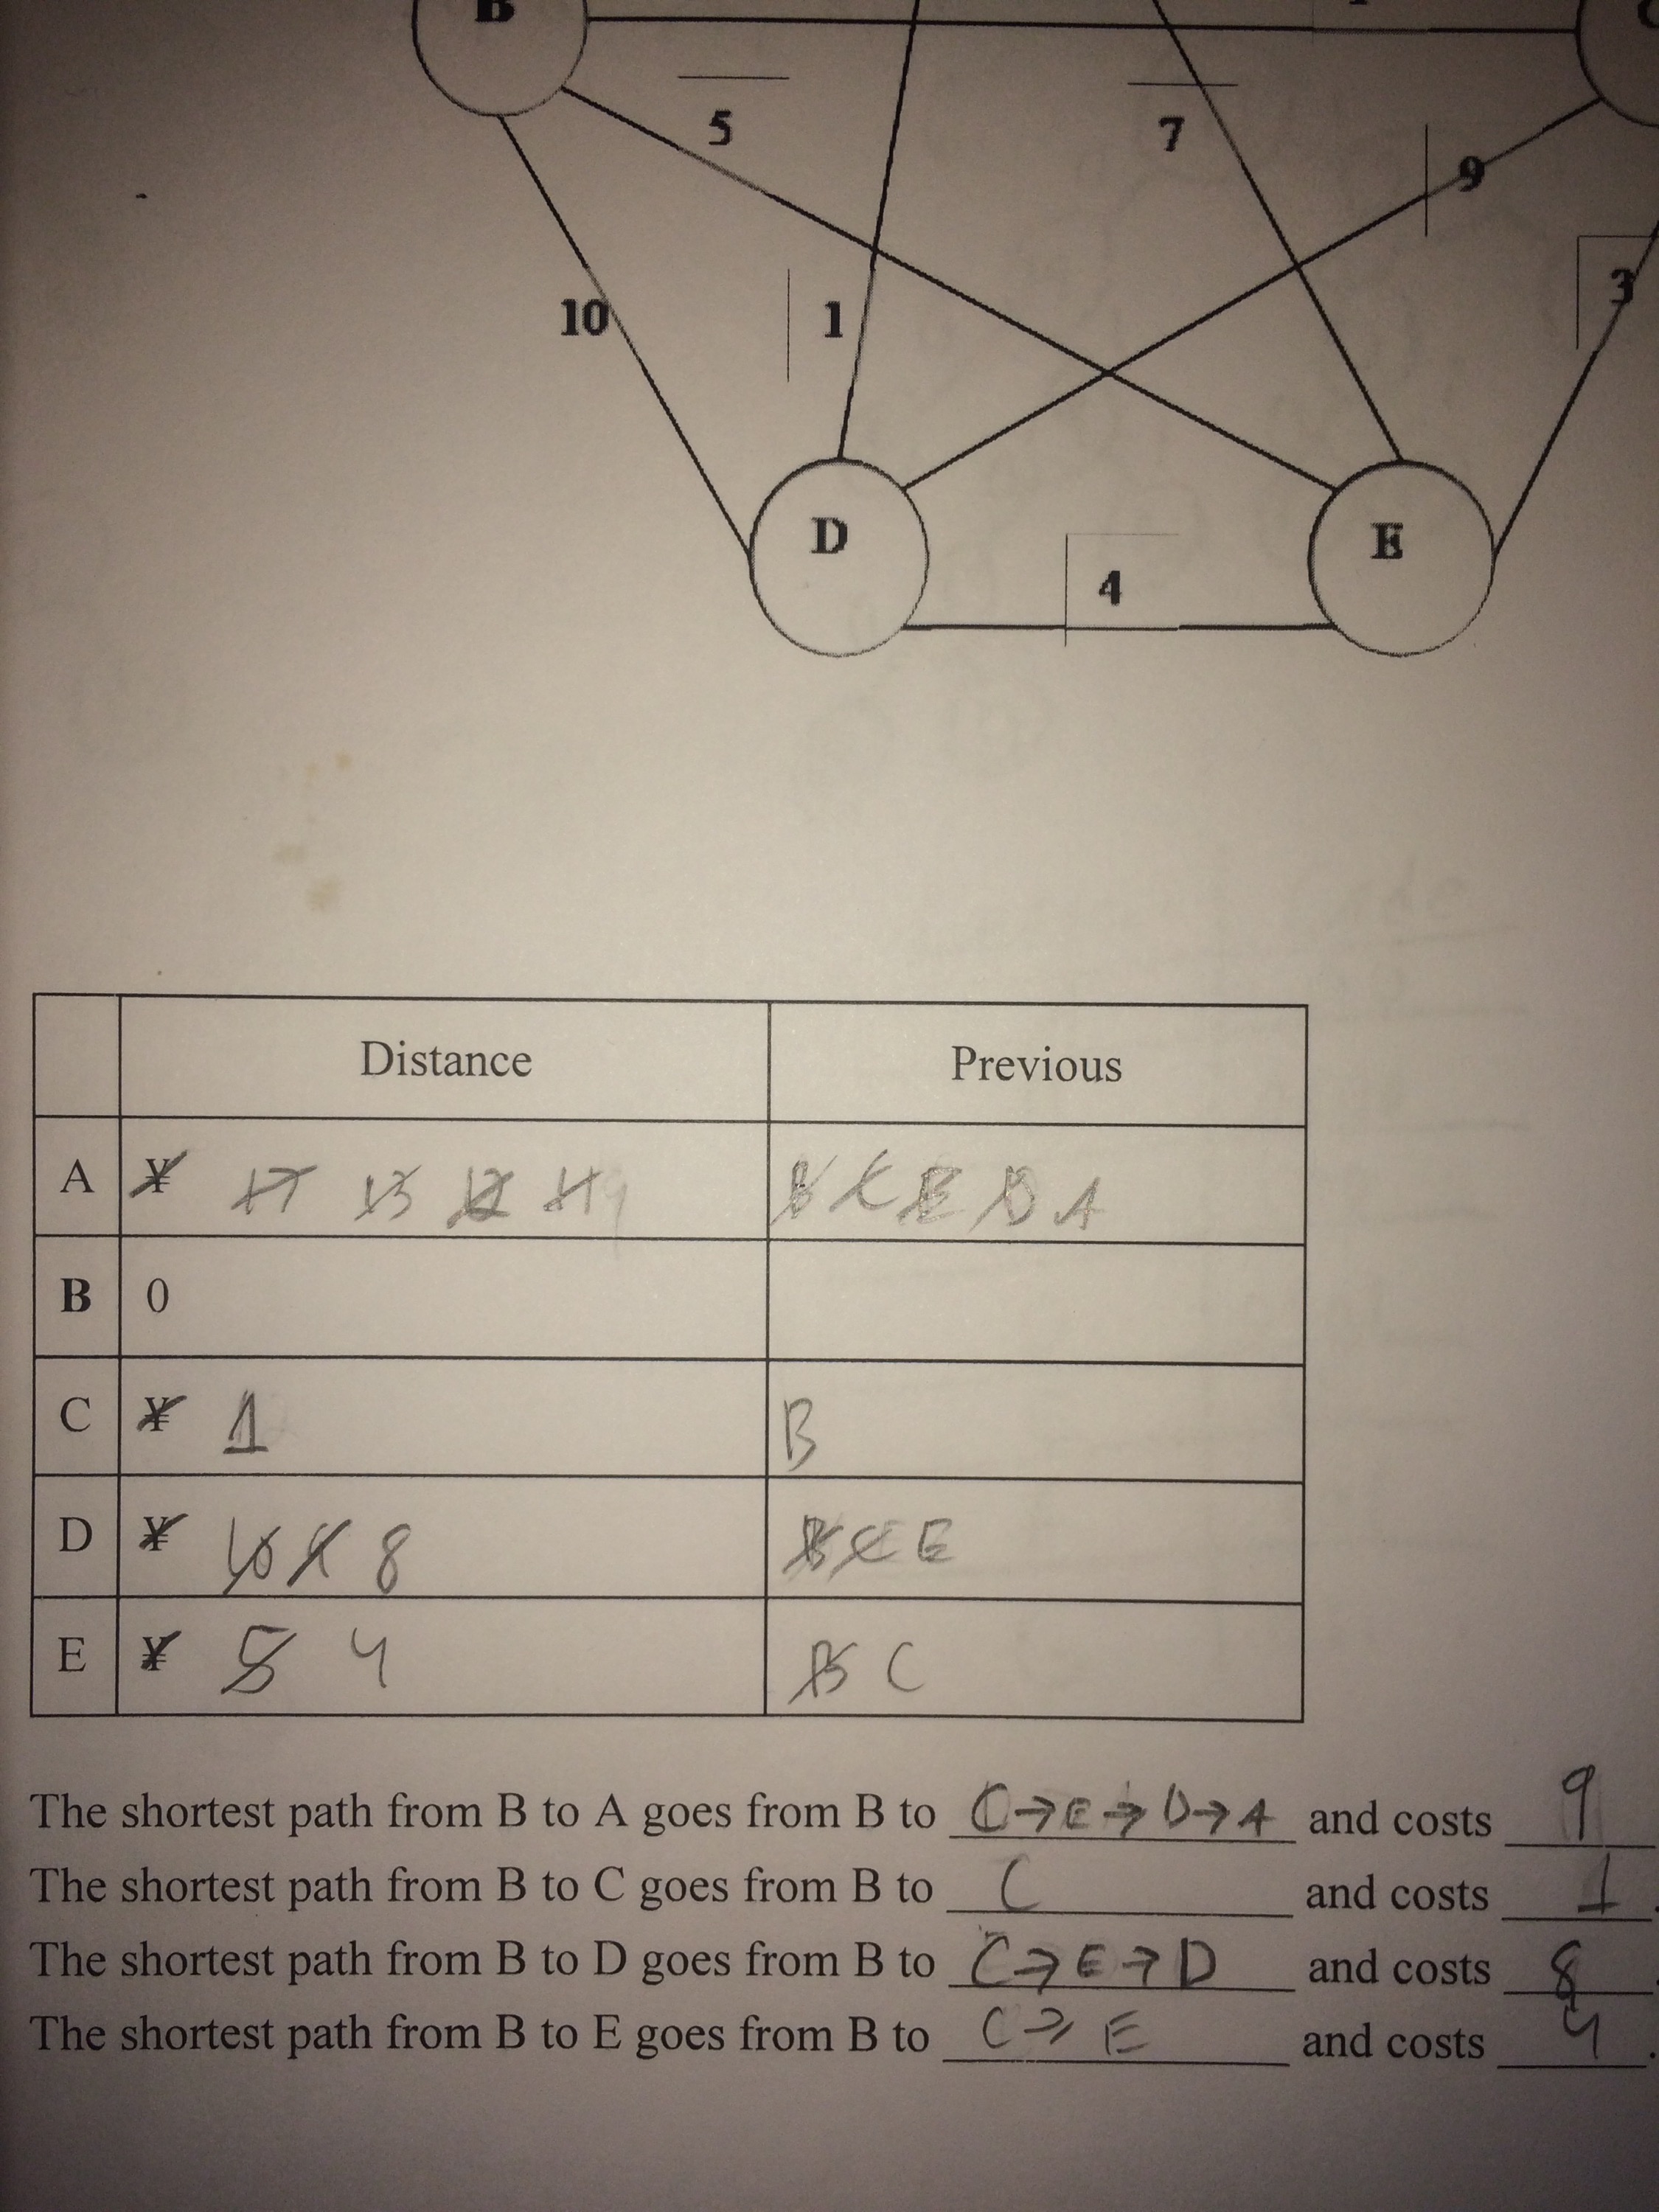 B
5
7
9
10
1
3
D
E
4
Distance Previous
A ¥ 17 13 12 11 9 B C E D A
B 0
C ¥ 1 B
D ¥ 10 8 B C E
E ¥ 5 4 B C
The shortest path from B to A goes from B to C→E→D→A and costs 9
The shortest path from B to C goes from B to C and costs 1.
The shortest path from B to D goes from B to C→E→D and costs 8.
The shortest path from B to E goes from B to C→E and costs 4.